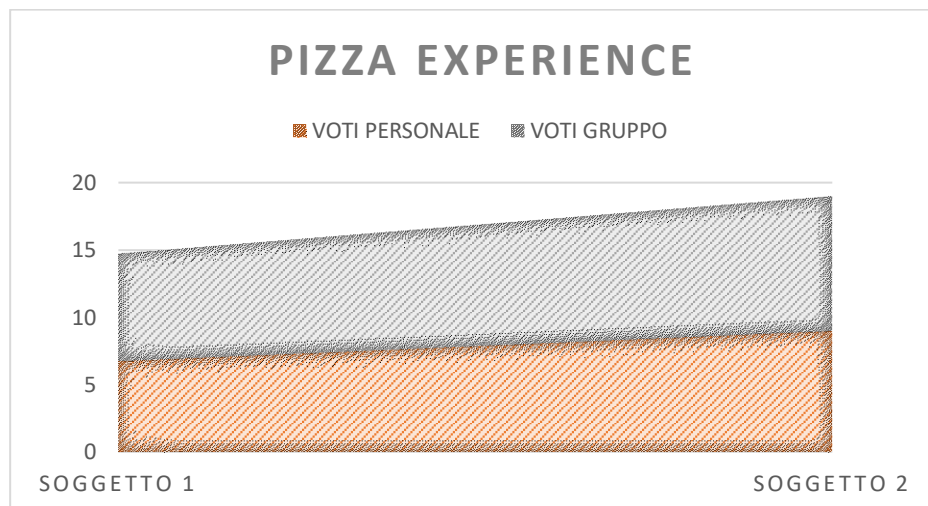 PIZZA EXPERIENCE
VOTI PERSONALE VOTI GRUPPO
20
15
10
5
0
SOGGETTO 1 SOGGETTO 2